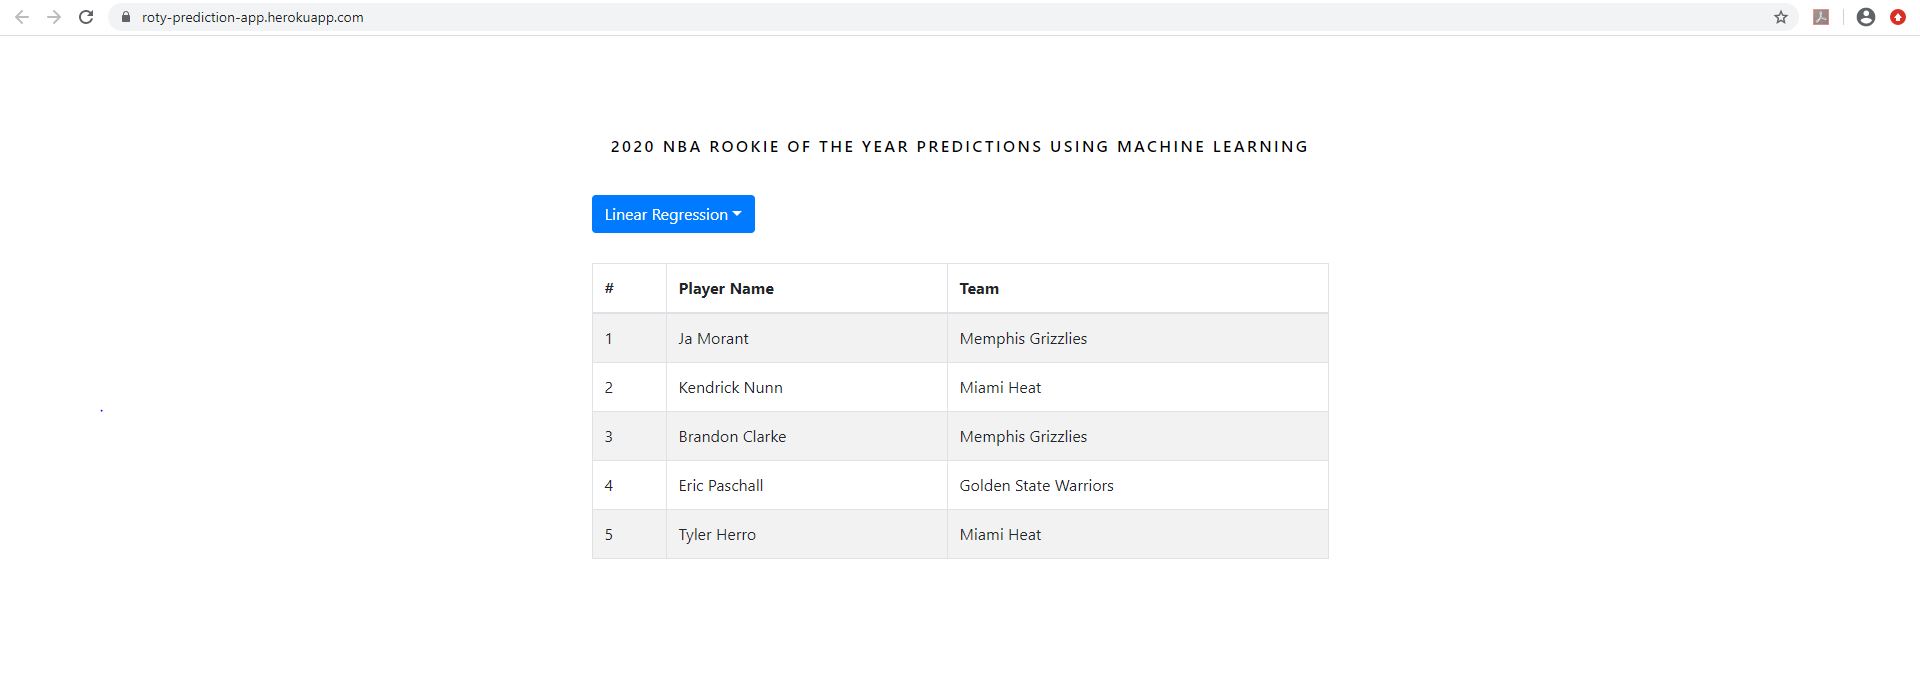 roty-prediction-app.herokuapp.com
2020 NBA ROOKIE OF THE YEAR PREDICTIONS USING MACHINE LEARNING
Linear Regression
# Player Name Team
1 Ja Morant Memphis Grizzlies
2 Kendrick Nunn Miami Heat
3 Brandon Clarke Memphis Grizzlies
4 Eric Paschall Golden State Warriors
5 Tyler Herro Miami Heat